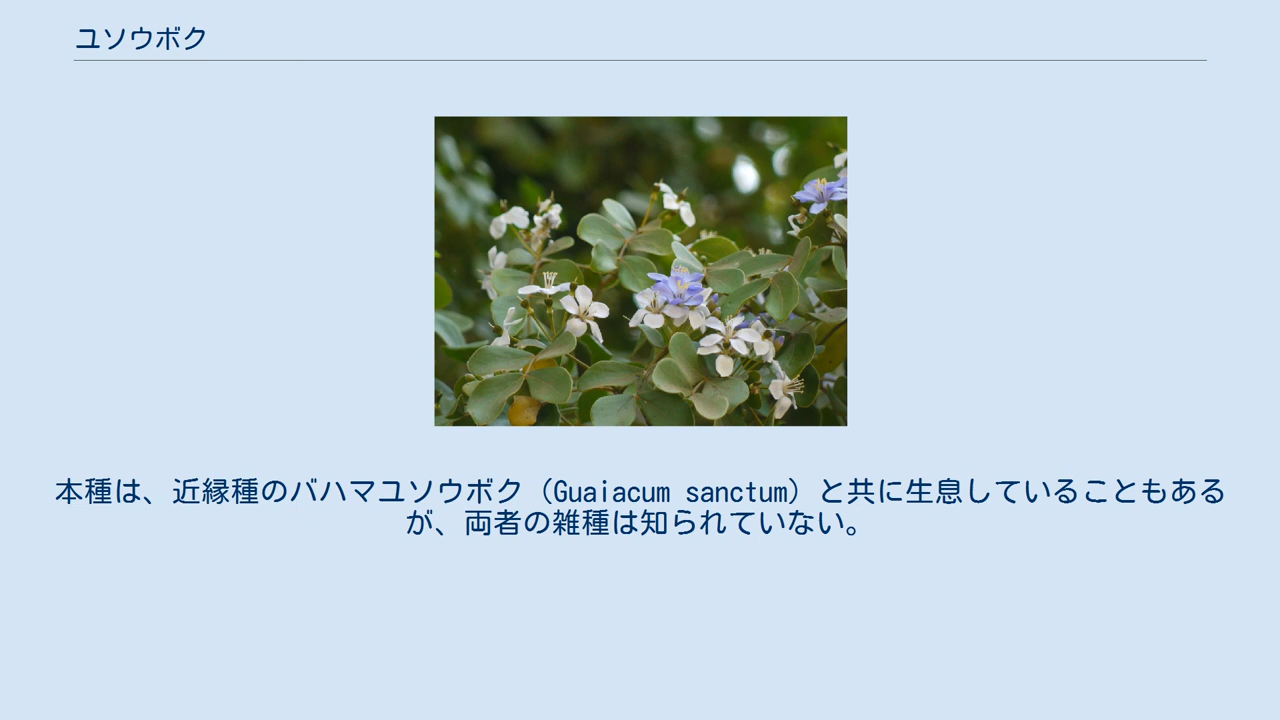 ユソウボク
本種は、近縁種のバハマユソウボク（Guaiacum sanctum）と共に生息していることもある
が、両者の雑種は知られていない。